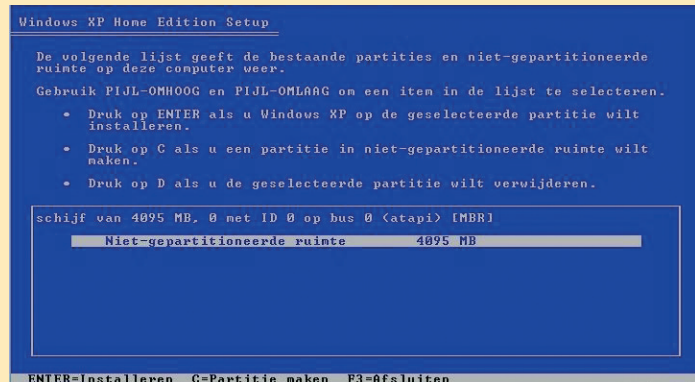 Windows XP Home Edition Setup
De volgende lijst geeft de bestaande partities en niet-gepartitioneerde
ruimte op deze computer weer.
Gebruik PIJL-OMHOOG en PIJL-OMLAAG om een item in de lijst te selecteren.
• Druk op ENTER als u Windows XP op de geselecteerde partitie wilt
installeren.
• Druk op C als u een partitie in niet-gepartitioneerde ruimte wilt
maken.
• Druk op D als u de geselecteerde partitie wilt verwijderen.
schijf van 4095 MB, 0 met ID 0 op bus 0 (atapi) [MBR]
Niet-gepartitioneerde ruimte 4095 MB
ENTER=Installeren C=Partitie maken F3=Afsluiten